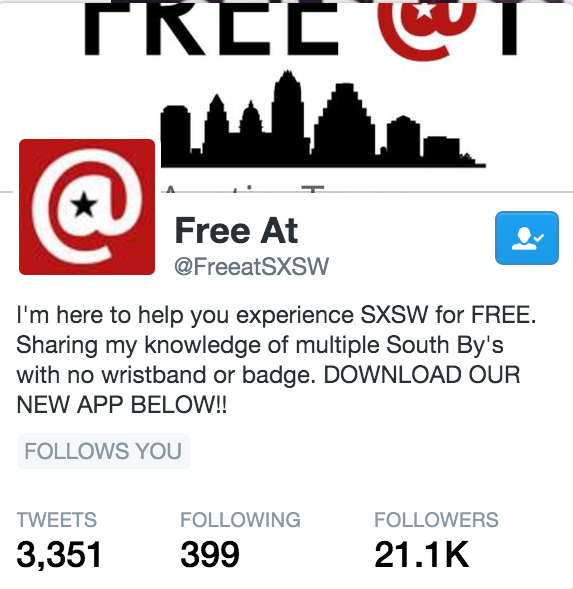 FREE @T
Free At
@FreeatSXSW
I'm here to help you experience SXSW for FREE.
Sharing my knowledge of multiple South By's
with no wristband or badge. DOWNLOAD OUR
NEW APP BELOW!!
FOLLOWS YOU
TWEETS FOLLOWING FOLLOWERS
3,351 399 21.1K